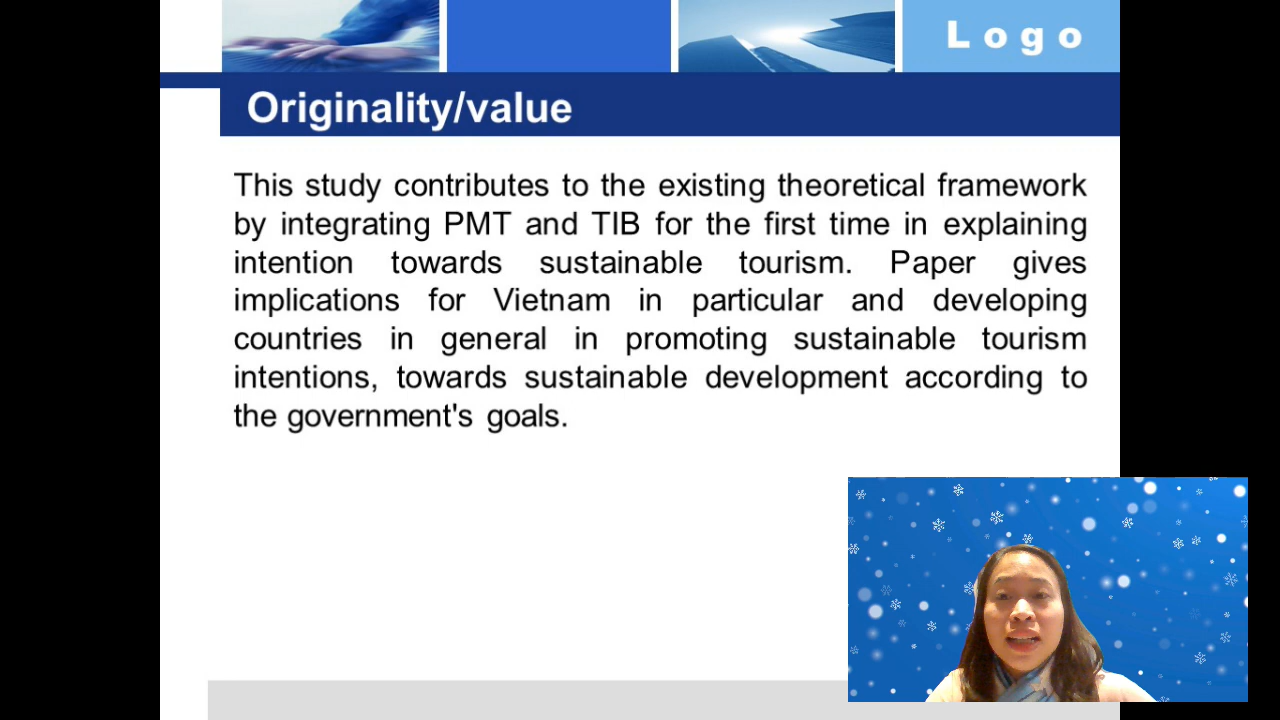 Logo
Originality/value
This study contributes to the existing theoretical framework
by integrating PMT and TIB for the first time in explaining
intention towards sustainable tourism. Paper gives
implications for Vietnam in particular and developing
countries in general in promoting sustainable tourism
intentions, towards sustainable development according to
the government's goals.